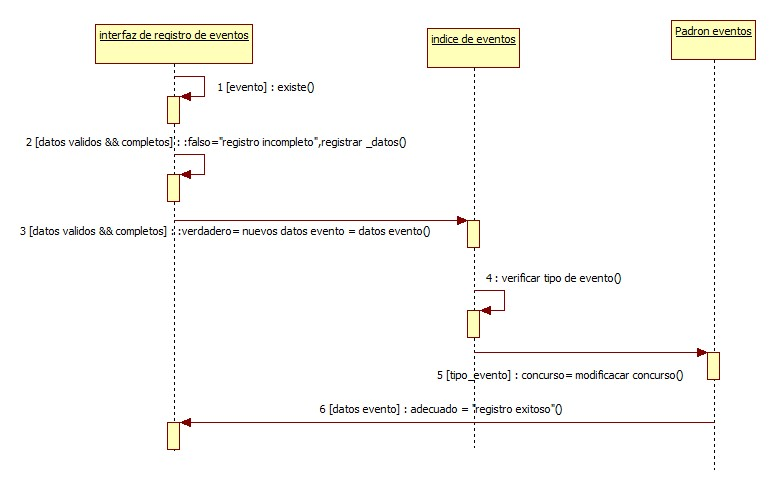 interfaz de registro de eventos
indice de eventos
Padron eventos
1 [evento] : existe()
2 [datos validos && completos] : :falso="registro incompleto",registrar _datos()
3 [datos validos && completos] : :verdadero= nuevos datos evento = datos evento()
4 : verificar tipo de evento()
5 [tipo_evento] : concurso= modificacar concurso()
6 [datos evento] : adecuado = "registro exitoso"()